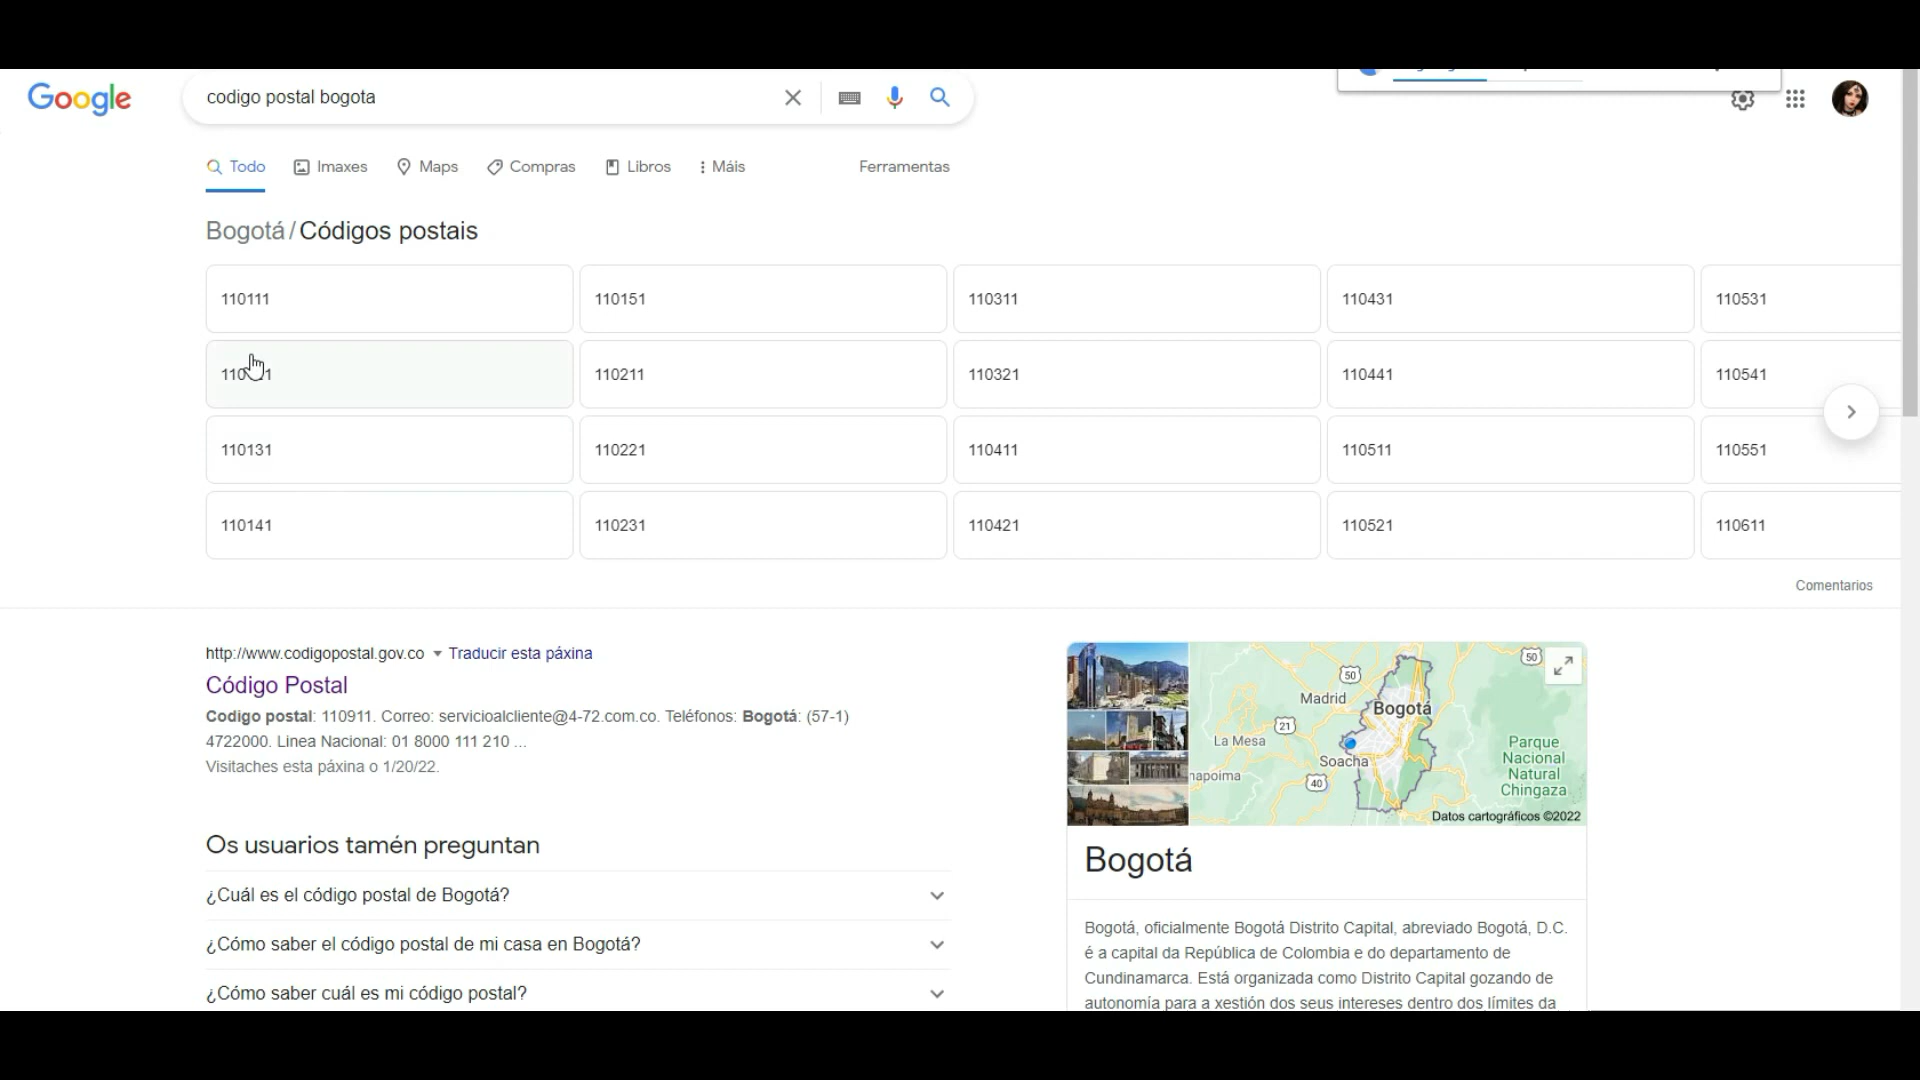 Google
codigo postal bogota
Todo
Imaxes
Maps
Compras
Libros
Máis
Ferramentas
Bogotá / Códigos postais
110111
110151
110311
110431
110531
110211
110321
110441
110541
110131
110221
110411
110511
110551
110141
110231
110421
110521
110611
Comentarios
http://www.codigopostal.gov.co
Traducir esta páxina
Código Postal
Codigo postal: 110911. Correo: servicioalcliente@4-72.com.co. Teléfonos: Bogotá: (57-1)
4722000. Linea Nacional: 01 8000 111 210 ...
Visitaches esta páxina o 1/20/22.
Os usuarios tamén preguntan
¿Cuál es el código postal de Bogotá?
¿Cómo saber el código postal de mi casa en Bogotá?
¿Cómo saber cuál es mi código postal?
50
50
Madrid
Bogotá
21
La Mesa
Soacha
napoima
40
Parque
Nacional
Natural
Chingaza
Datos cartográficos ©2022
Bogotá
Bogotá, oficialmente Bogotá Distrito Capital, abreviado Bogotá, D.C.
é a capital da República de Colombia e do departamento de
Cundinamarca. Está organizada como Distrito Capital gozando de
autonomía para a xestión dos seus intereses dentro dos límites da